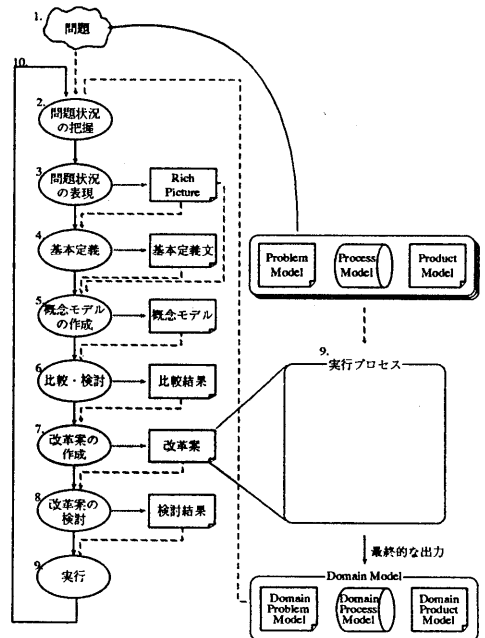 1.
問題
10.
2.
問題状況
の把握
3.
問題状況
の表現
Rich
Picture
4.
基本定義
基本定義文
5.
概念モデル
の作成
概念モデル
6.
比較・検討
比較結果
7.
改革案の
作成
改革案
8.
改革案の
検討
検討結果
9.
実行
Problem
Model
Process
Model
Product
Model
9.
実行プロセス
最終的な出力
Domain Model
Domain
Problem
Model
Domain
Process
Model
Domain
Product
Model